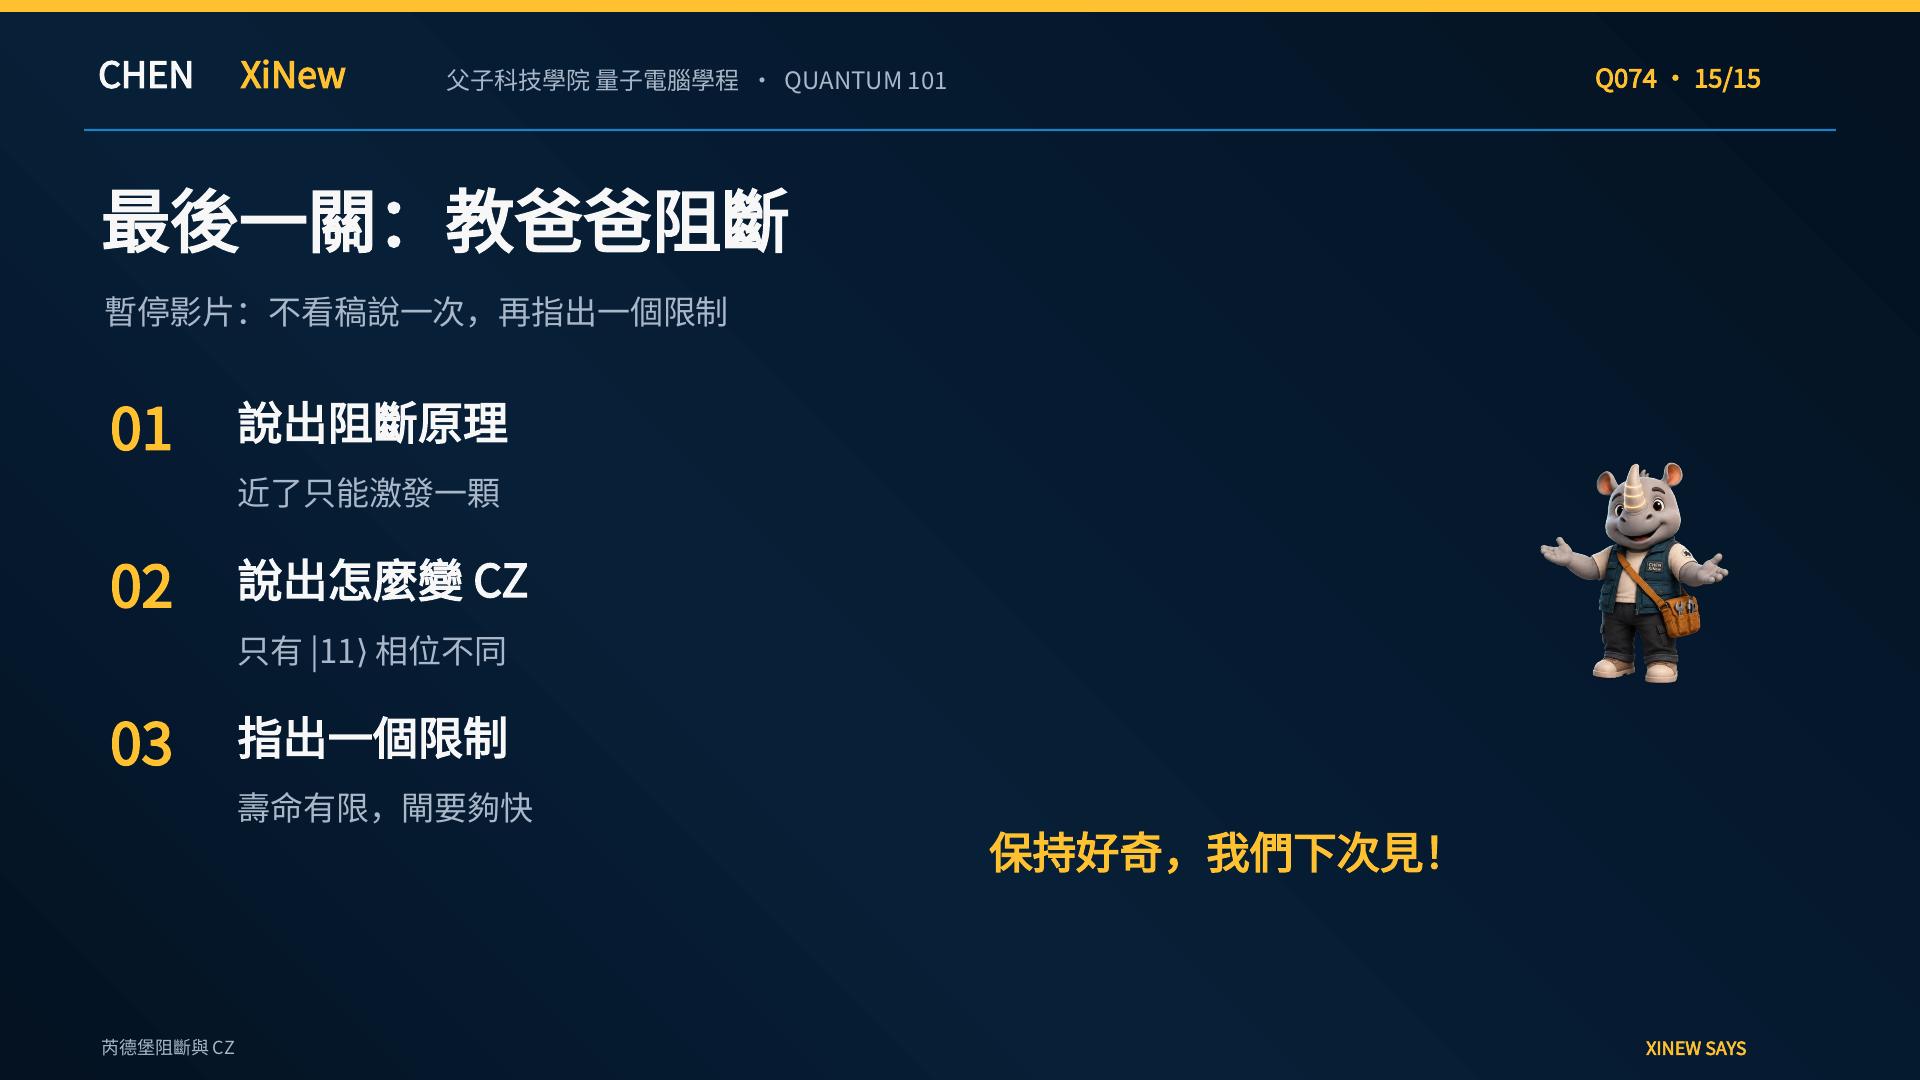 CHEN XiNew 父子科技學院 量子電腦學程 · QUANTUM 101 Q074 · 15/15
最後一關：教爸爸阻斷
暫停影片：不看稿說一次，再指出一個限制
01 說出阻斷原理
近了只能激發一顆
02 說出怎麼變 CZ
只有 |11⟩ 相位不同
03 指出一個限制
壽命有限，閘要夠快
保持好奇，我們下次見！
芮德堡阻斷與 CZ
XINEW SAYS